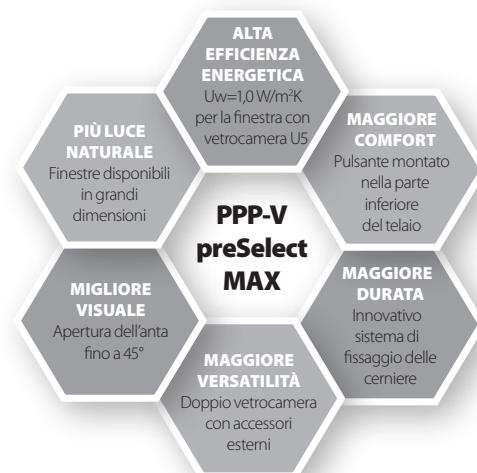 ALTA
EFFICIENZA
ENERGETICA
Uw=1,0 W/m²K
per la finestra con
vetrocamera U5
MAGGIORE
COMFORT
Pulsante montato
nella parte
inferiore
del telaio
MAGGIORE
DURATA
Innovativo
sistema di
fissaggio delle
cerniere
MAGGIORE
VERSATILITÀ
Doppio vetrocamera
con accessori
esterni
MIGLIORE
VISUALE
Apertura dell'anta
fino a 45°
PIÙ LUCE
NATURALE
Finestre disponibili
in grandi
dimensioni
PPP-V
preSelect
MAX